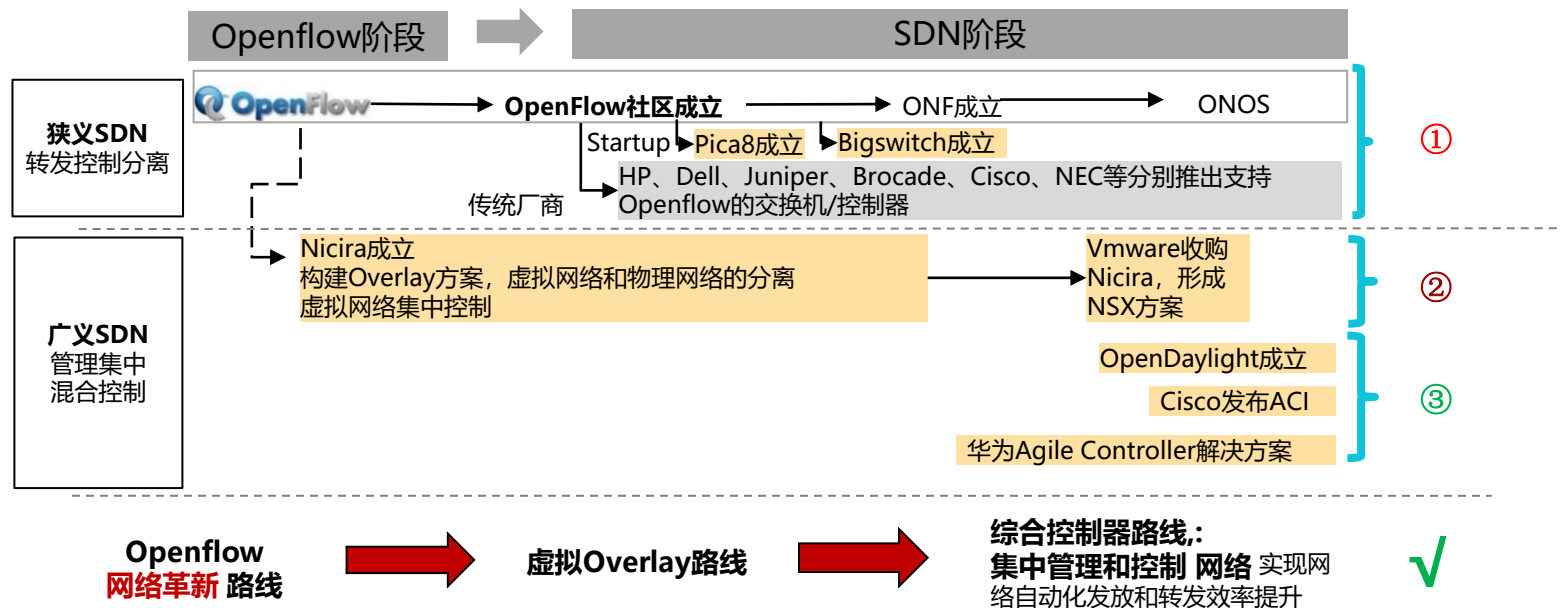 Openflow阶段
SDN阶段
狭义SDN
转发控制分离
OpenFlow
OpenFlow社区成立
ONF成立
ONOS
①
Startup
Pica8成立
Bigswitch成立
传统厂商
HP、Dell、Juniper、Brocade、Cisco、NEC等分别推出支持
Openflow的交换机/控制器
广义SDN
管理集中
混合控制
Nicira成立
构建Overlay方案，虚拟网络和物理网络的分离
虚拟网络集中控制
Vmware收购
Nicira，形成
NSX方案
②
OpenDaylight成立
Cisco发布ACI
③
华为Agile Controller解决方案
Openflow
网络革新 路线
虚拟Overlay路线
综合控制器路线,:
集中管理和控制 网络 实现网
络自动化发放和转发效率提升
√